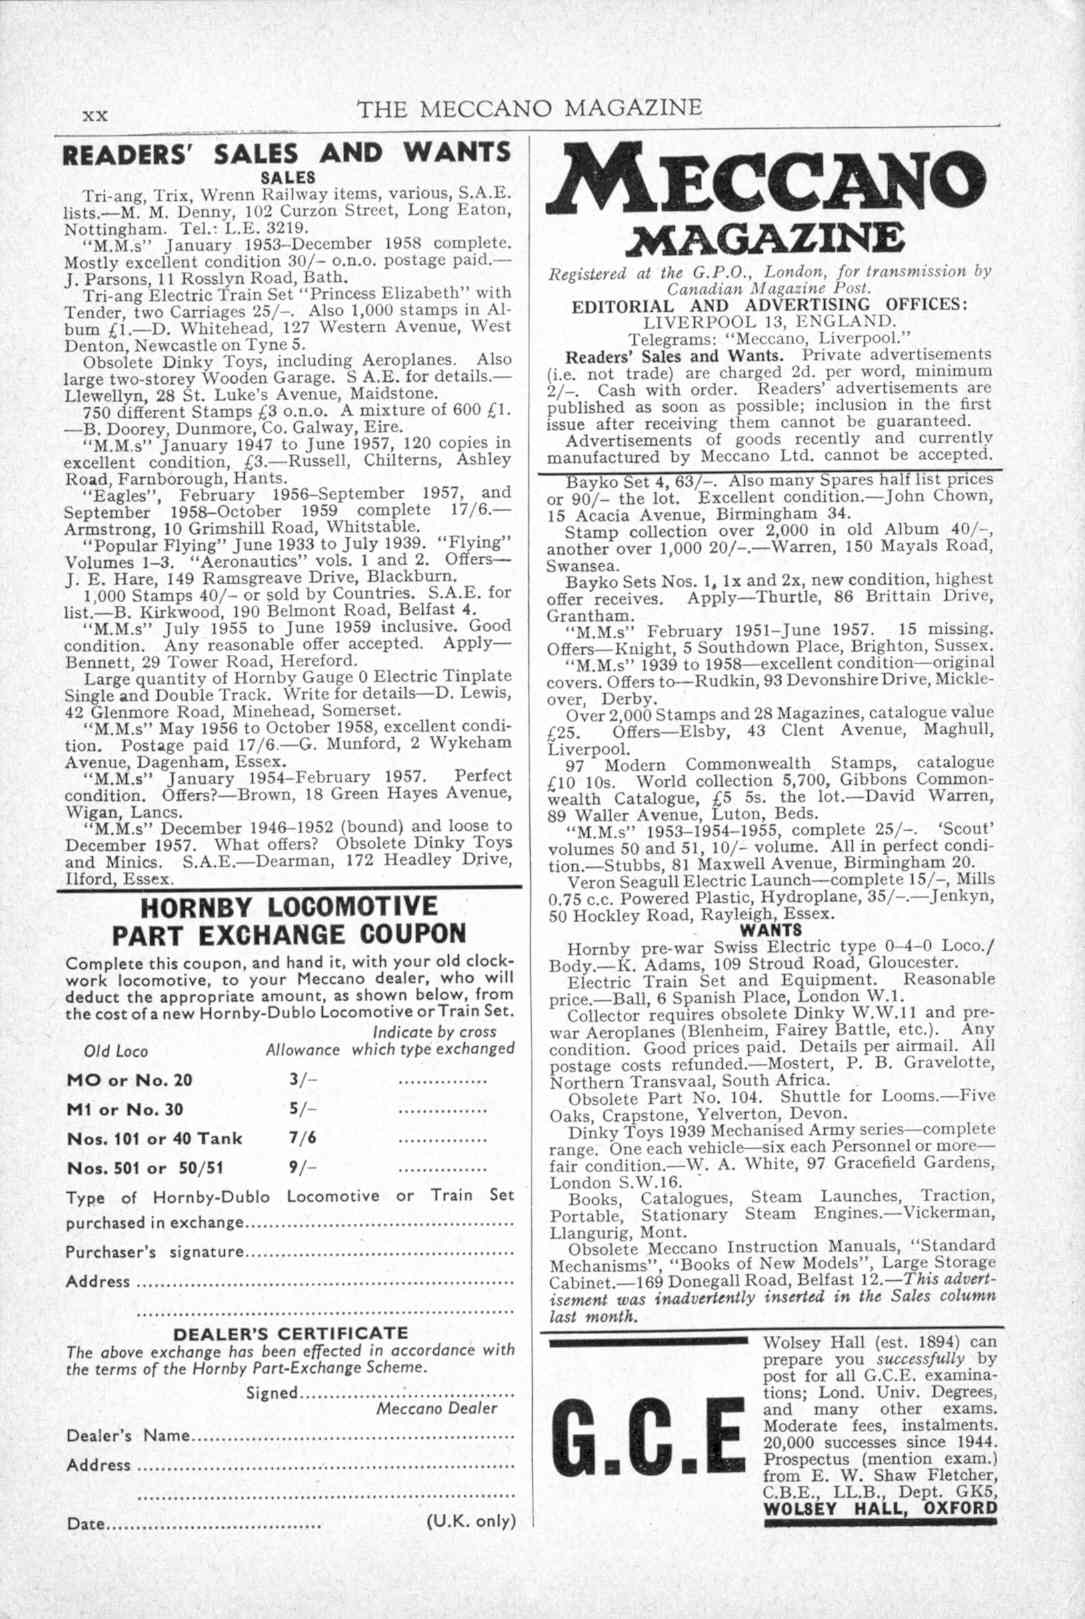 xx
THE MECCANO MAGAZINE
READERS' SALES AND WANTS
SALES
Tri-ang, Trix, Wrenn Railway items, various, S.A.E.
lists.—M. M. Denny, 102 Curzon Street, Long Eaton,
Nottingham. Tel.: L.E. 3219.
"M.M.s" January 1953–December 1958 complete.
Mostly excellent condition 30/– o.n.o. postage paid.—
J. Parsons, 11 Rosslyn Road, Bath.
Tri-ang Electric Train Set "Princess Elizabeth" with
Tender, two Carriages 25/–. Also 1,000 stamps in Al-
bum £1.—D. Whitehead, 127 Western Avenue, West
Denton, Newcastle on Tyne 5.
Obsolete Dinky Toys, including Aeroplanes. Also
large two-storey Wooden Garage. S A.E. for details.—
Llewellyn, 28 St. Luke's Avenue, Maidstone.
750 different Stamps £3 o.n.o. A mixture of 600 £1.
—B. Doorey, Dunmore, Co. Galway, Eire.
"M.M.s" January 1947 to June 1957, 120 copies in
excellent condition, £3.—Russell, Chilterns, Ashley
Road, Farnborough, Hants.
"Eagles", February 1956–September 1957, and
September 1958–October 1959 complete 17/6.—
Armstrong, 10 Grimshill Road, Whitstable.
"Popular Flying" June 1933 to July 1939. "Flying"
Volumes 1–3. "Aeronautics" vols. 1 and 2. Offers—
J. E. Hare, 149 Ramsgreave Drive, Blackburn.
1,000 Stamps 40/– or sold by Countries. S.A.E. for
list.—B. Kirkwood, 190 Belmont Road, Belfast 4.
"M.M.s" July 1955 to June 1959 inclusive. Good
condition. Any reasonable offer accepted. Apply—
Bennett, 29 Tower Road, Hereford.
Large quantity of Hornby Gauge 0 Electric Tinplate
Single and Double Track. Write for details—D. Lewis,
42 Glenmore Road, Minehead, Somerset.
"M.M.s" May 1956 to October 1958, excellent condi-
tion. Postage paid 17/6.—G. Munford, 2 Wykeham
Avenue, Dagenham, Essex.
"M.M.s" January 1954–February 1957. Perfect
condition. Offers?—Brown, 18 Green Hayes Avenue,
Wigan, Lancs.
"M.M.s" December 1946–1952 (bound) and loose to
December 1957. What offers? Obsolete Dinky Toys
and Minics. S.A.E.—Dearman, 172 Headley Drive,
Ilford, Essex.
HORNBY LOCOMOTIVE
PART EXCHANGE COUPON
Complete this coupon, and hand it, with your old clock-
work locomotive, to your Meccano dealer, who will
deduct the appropriate amount, as shown below, from
the cost of a new Hornby-Dublo Locomotive or Train Set.
Indicate by cross
Old Loco Allowance which type exchanged
MO or No. 20 3/– ...............
M1 or No. 30 5/– ...............
Nos. 101 or 40 Tank 7/6 ...............
Nos. 501 or 50/51 9/– ...............
Type of Hornby-Dublo Locomotive or Train Set
purchased in exchange.............................................
Purchaser's signature.............................................
Address ...............................................................
...............................................................
DEALER'S CERTIFICATE
The above exchange has been effected in accordance with
the terms of the Hornby Part-Exchange Scheme.
Signed....................................
Meccano Dealer
Dealer's Name......................................................
Address ...............................................................
...............................................................
Date.................................... (U.K. only)
MECCANO
MAGAZINE
Registered at the G.P.O., London, for transmission by
Canadian Magazine Post.
EDITORIAL AND ADVERTISING OFFICES:
LIVERPOOL 13, ENGLAND.
Telegrams: "Meccano, Liverpool."
Readers' Sales and Wants. Private advertisements
(i.e. not trade) are charged 2d. per word, minimum
2/–. Cash with order. Readers' advertisements are
published as soon as possible; inclusion in the first
issue after receiving them cannot be guaranteed.
Advertisements of goods recently and currently
manufactured by Meccano Ltd. cannot be accepted.
Bayko Set 4, 63/–. Also many Spares half list prices
or 90/– the lot. Excellent condition.—John Chown,
15 Acacia Avenue, Birmingham 34.
Stamp collection over 2,000 in old Album 40/–,
another over 1,000 20/–.—Warren, 150 Mayals Road,
Swansea.
Bayko Sets Nos. 1, 1x and 2x, new condition, highest
offer receives. Apply—Thurtle, 86 Brittain Drive,
Grantham.
"M.M.s" February 1951–June 1957. 15 missing.
Offers—Knight, 5 Southdown Place, Brighton, Sussex.
"M.M.s" 1939 to 1958—excellent condition—original
covers. Offers to—Rudkin, 93 Devonshire Drive, Mickle-
over, Derby.
Over 2,000 Stamps and 28 Magazines, catalogue value
£25. Offers—Elsby, 43 Clent Avenue, Maghull,
Liverpool.
97 Modern Commonwealth Stamps, catalogue
£10 10s. World collection 5,700, Gibbons Common-
wealth Catalogue, £5 5s. the lot.—David Warren,
89 Waller Avenue, Luton, Beds.
"M.M.s" 1953–1954–1955, complete 25/–. 'Scout'
volumes 50 and 51, 10/– volume. All in perfect condi-
tion.—Stubbs, 81 Maxwell Avenue, Birmingham 20.
Veron Seagull Electric Launch—complete 15/–, Mills
0.75 c.c. Powered Plastic, Hydroplane, 35/–.—Jenkyn,
50 Hockley Road, Rayleigh, Essex.
WANTS
Hornby pre-war Swiss Electric type 0–4–0 Loco./
Body.—K. Adams, 109 Stroud Road, Gloucester.
Electric Train Set and Equipment. Reasonable
price.—Ball, 6 Spanish Place, London W.1.
Collector requires obsolete Dinky W.W.11 and pre-
war Aeroplanes (Blenheim, Fairey Battle, etc.). Any
condition. Good prices paid. Details per airmail. All
postage costs refunded.—Mostert, P. B. Gravelotte,
Northern Transvaal, South Africa.
Obsolete Part No. 104. Shuttle for Looms.—Five
Oaks, Crapstone, Yelverton, Devon.
Dinky Toys 1939 Mechanised Army series—complete
range. One each vehicle—six each Personnel or more—
fair condition.—W. A. White, 97 Gracefield Gardens,
London S.W.16.
Books, Catalogues, Steam Launches, Traction,
Portable, Stationary Steam Engines.—Vickerman,
Llangurig, Mont.
Obsolete Meccano Instruction Manuals, "Standard
Mechanisms", "Books of New Models", Large Storage
Cabinet.—169 Donegall Road, Belfast 12.—This advert-
isement was inadvertently inserted in the Sales column
last month.
G.C.E
Wolsey Hall (est. 1894) can
prepare you successfully by
post for all G.C.E. examina-
tions; Lond. Univ. Degrees,
and many other exams.
Moderate fees, instalments.
20,000 successes since 1944.
Prospectus (mention exam.)
from E. W. Shaw Fletcher,
C.B.E., LL.B., Dept. GK5,
WOLSEY HALL, OXFORD